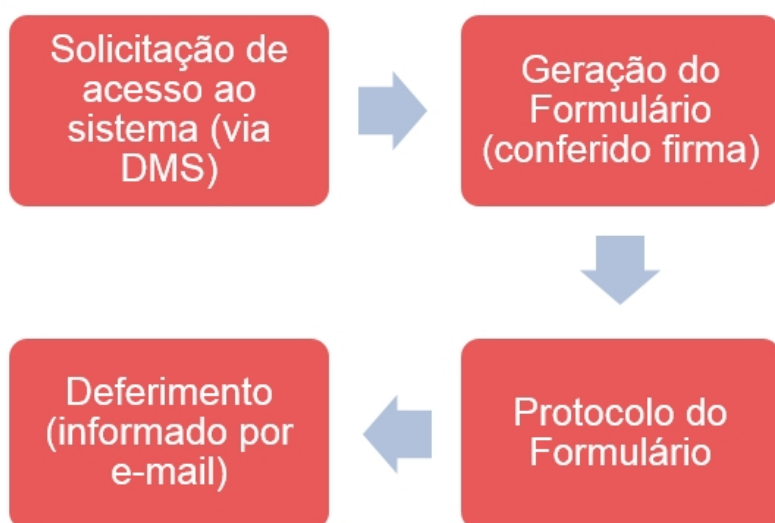 Solicitação de
acesso ao
sistema (via
DMS)
Geração do
Formulário
(conferido firma)
Protocolo do
Formulário
Deferimento
(informado por
e-mail)